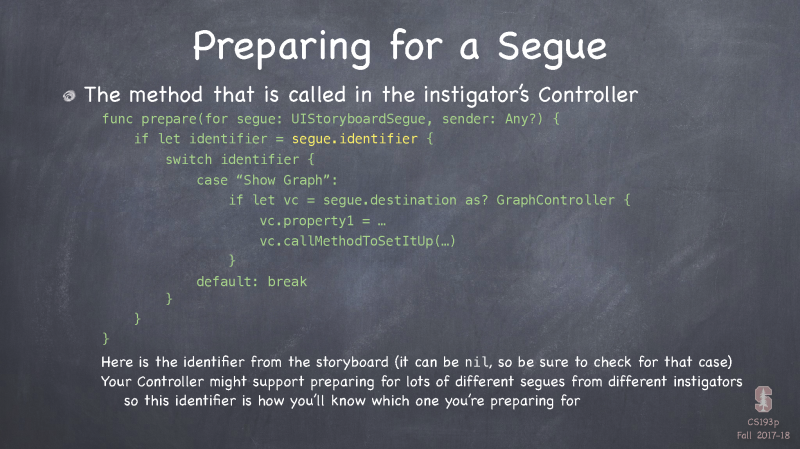 Preparing for a Segue
The method that is called in the instigator's Controller
func prepare(for segue: UIStoryboardSegue, sender: Any?) {
if let identifier = segue.identifier {
switch identifier {
case “Show Graph”:
if let vc = segue.destination as? GraphController {
vc.property1 = …
vc.callMethodToSetItUp(…)
}
default: break
}
}
}
Here is the identifier from the storyboard (it can be nil, so be sure to check for that case)
Your Controller might support preparing for lots of different segues from different instigators
so this identifier is how you'll know which one you're preparing for
CS193p
Fall 2017-18